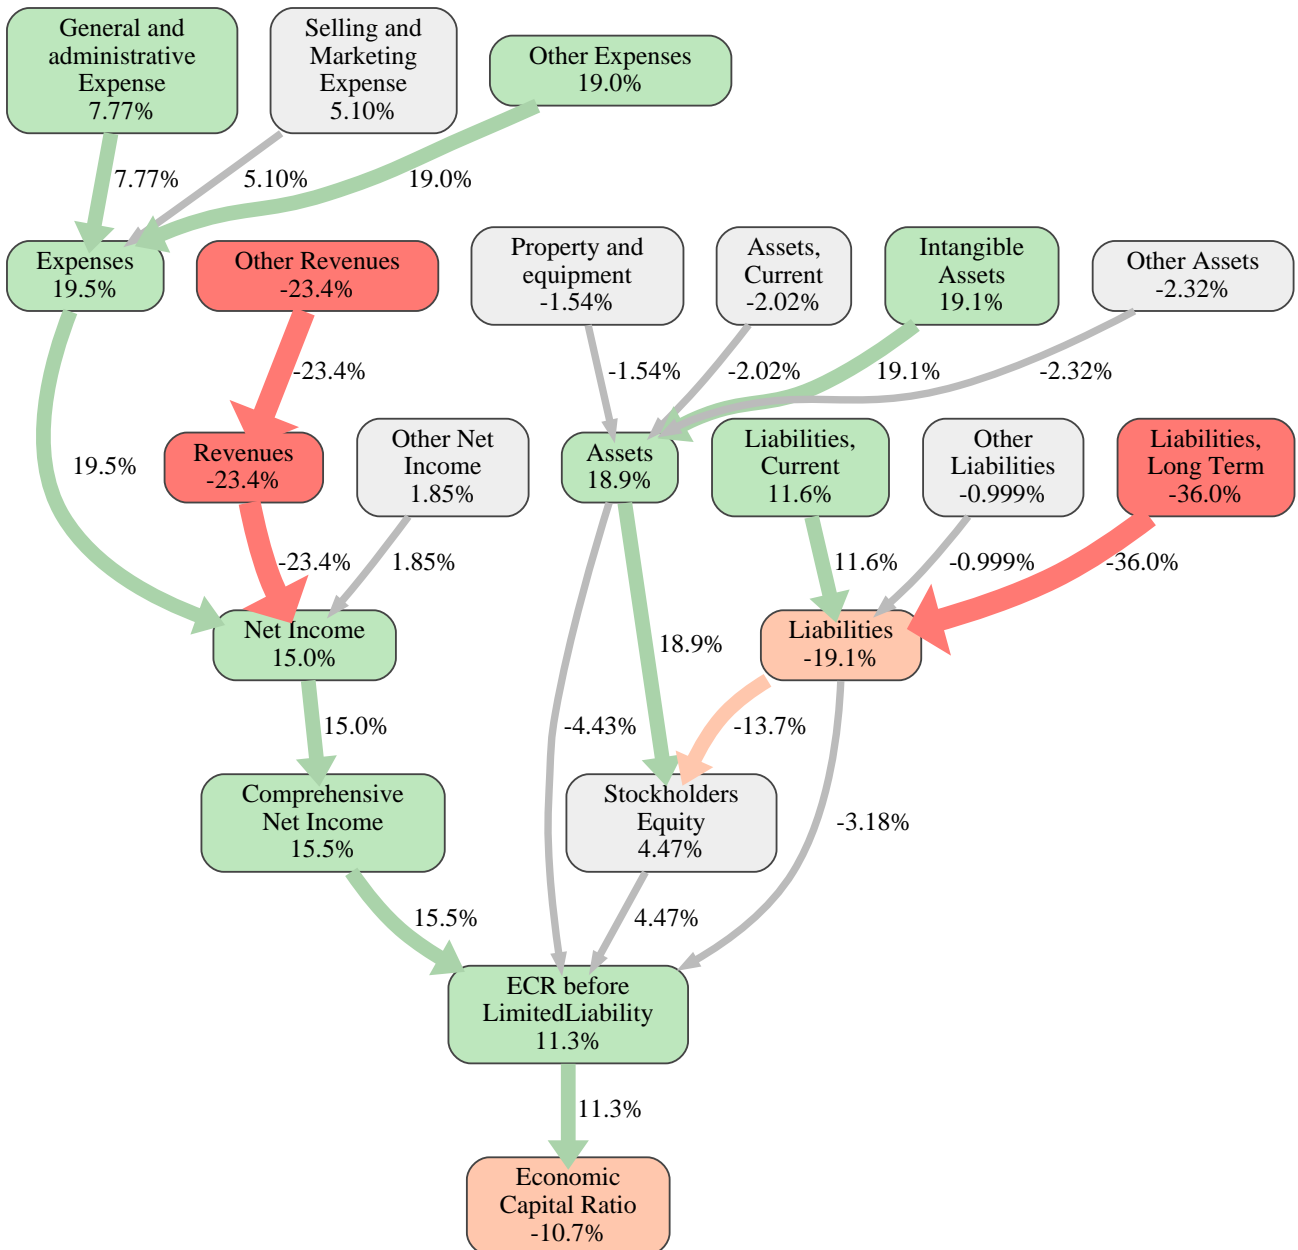 General and
administrative
Expense
7.77%
Selling and
Marketing
Expense
5.10%
Other Expenses
19.0%
7.77%
5.10%
19.0%
Expenses
19.5%
Other Revenues
-23.4%
Property and
equipment
-1.54%
Assets,
Current
-2.02%
Intangible
Assets
19.1%
Other Assets
-2.32%
-23.4%
-1.54%
-2.02%
19.1%
-2.32%
19.5%
Revenues
-23.4%
Other Net
Income
1.85%
Assets
18.9%
Liabilities,
Current
11.6%
Other
Liabilities
-0.999%
Liabilities,
Long Term
-36.0%
-23.4%
1.85%
11.6%
-0.999%
-36.0%
Net Income
15.0%
18.9%
Liabilities
-19.1%
15.0%
-4.43%
-13.7%
Comprehensive
Net Income
15.5%
Stockholders
Equity
4.47%
-3.18%
15.5%
4.47%
ECR before
LimitedLiability
11.3%
11.3%
Economic
Capital Ratio
-10.7%